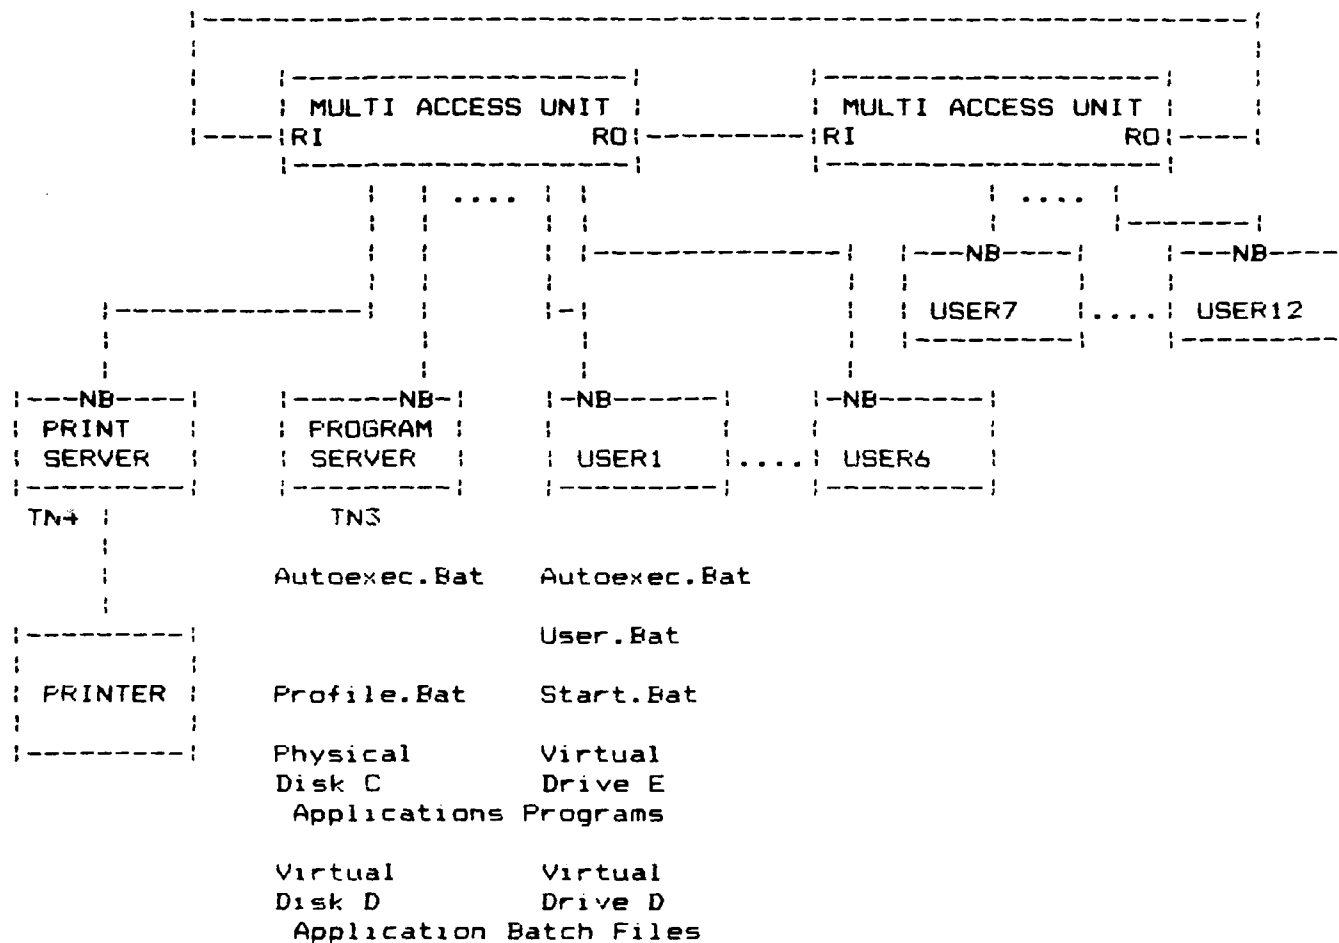 MULTI ACCESS UNIT MULTI ACCESS UNIT
RI RO RI RO
.... ....
NB NB
USER7 .... USER12
NB NB NB NB
PRINT PROGRAM
SERVER SERVER USER1 .... USER6
TN4 TN3
Autoexec.Bat Autoexec.Bat
User.Bat
PRINTER Profile.Bat Start.Bat
Physical Virtual
Disk C Drive E
Applications Programs
Virtual Virtual
Disk D Drive D
Application Batch Files